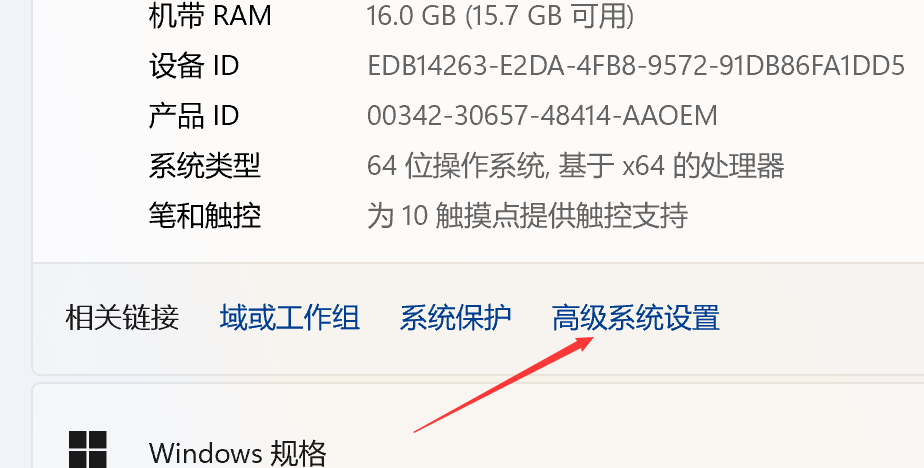 机带 RAM 16.0 GB (15.7 GB 可用)
设备 ID EDB14263-E2DA-4FB8-9572-91DB86FA1DD5
产品 ID 00342-30657-48414-AAOEM
系统类型 64 位操作系统, 基于 x64 的处理器
笔和触控 为 10 触摸点提供触控支持
相关链接 域或工作组 系统保护 高级系统设置
Windows 规格